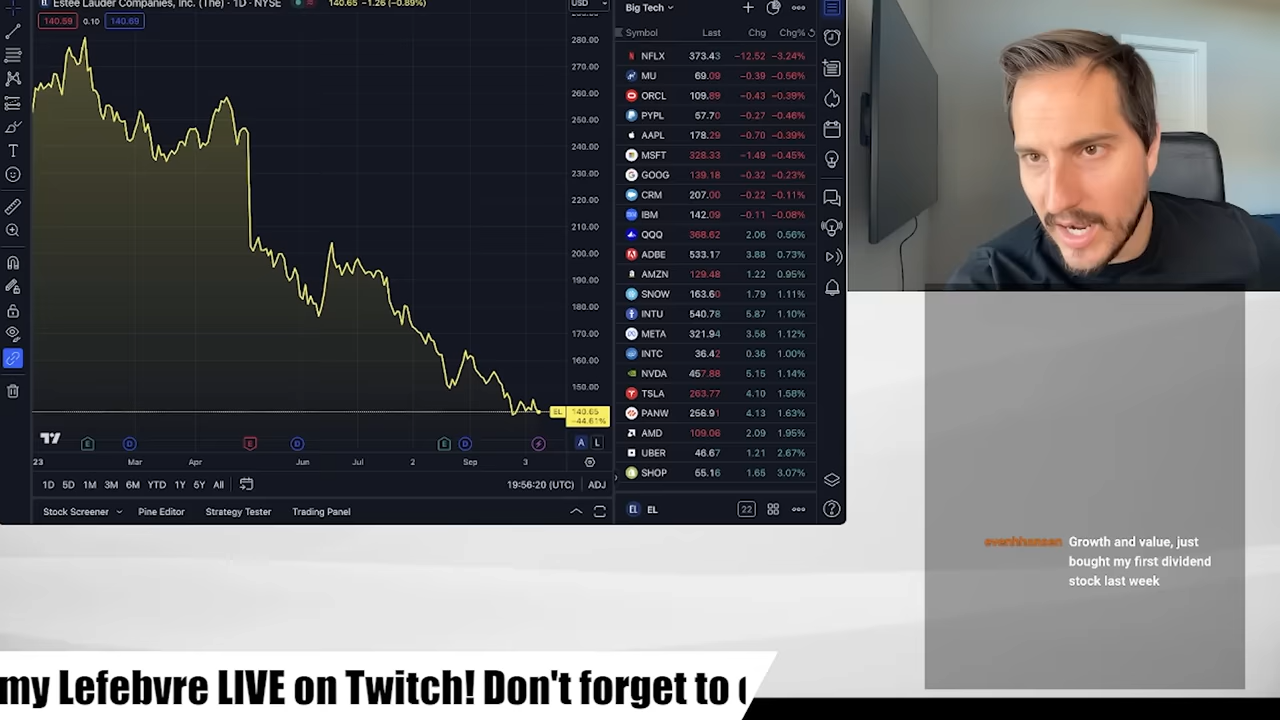 Estee Lauder Companies, Inc. (The) · 1D · NYSE 140.65 −1.26 (−0.89%)
USD
140.59 0.10 140.69
280.00
270.00
260.00
250.00
240.00
230.00
220.00
210.00
200.00
190.00
180.00
170.00
160.00
150.00
EL 140.65
−44.61%
E D E D E D
A L
23 Mar Apr Jun Jul 2 Sep 3
1D 5D 1M 3M 6M YTD 1Y 5Y All 19:56:20 (UTC) ADJ
Stock Screener Pine Editor Strategy Tester Trading Panel
Big Tech
Symbol Last Chg Chg%
NFLX 373.43 −12.52 −3.24%
MU 69.09 −0.39 −0.56%
ORCL 109.89 −0.43 −0.39%
PYPL 57.70 −0.27 −0.46%
AAPL 178.29 −0.70 −0.39%
MSFT 328.33 −1.49 −0.45%
GOOG 139.18 −0.32 −0.23%
CRM 207.00 −0.22 −0.11%
IBM 142.09 −0.11 −0.08%
QQQ 368.62 2.06 0.56%
ADBE 533.17 3.88 0.73%
AMZN 129.48 1.22 0.95%
SNOW 163.60 1.79 1.11%
INTU 540.78 5.87 1.10%
META 321.94 3.58 1.12%
INTC 36.42 0.36 1.00%
NVDA 457.88 5.15 1.14%
TSLA 263.77 4.10 1.58%
PANW 256.91 4.13 1.63%
AMD 109.06 2.09 1.95%
UBER 46.67 1.21 2.67%
SHOP 55.16 1.65 3.07%
EL EL 22
evenhhansen Growth and value, just
bought my first dividend
stock last week
my Lefebvre LIVE on Twitch! Don't forget to